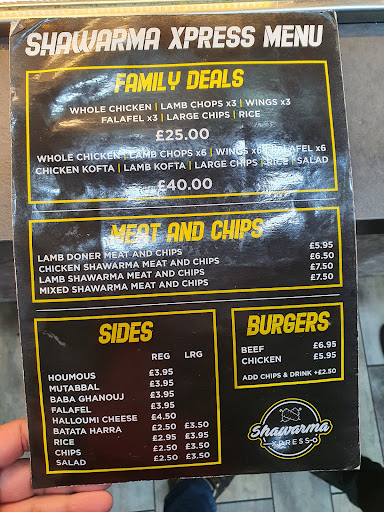 SHAWARMA XPRESS MENU
FAMILY DEALS
WHOLE CHICKEN | LAMB CHOPS x3 | WINGS x3
FALAFEL x3 | LARGE CHIPS | RICE
£25.00
WHOLE CHICKEN | LAMB CHOPS x6 | WINGS x6 | FALAFEL x6
CHICKEN KOFTA | LAMB KOFTA | LARGE CHIPS | RICE | SALAD
£40.00
MEAT AND CHIPS
LAMB DONER MEAT AND CHIPS £5.95
CHICKEN SHAWARMA MEAT AND CHIPS £6.50
LAMB SHAWARMA MEAT AND CHIPS £7.50
MIXED SHAWARMA MEAT AND CHIPS £7.50
SIDES
REG LRG
HOUMOUS £3.95
MUTABBAL £3.95
BABA GHANOUJ £3.95
FALAFEL £3.95
HALLOUMI CHEESE £4.50
BATATA HARRA £2.50 £3.50
RICE £2.95 £3.95
CHIPS £2.50 £3.50
SALAD £2.50 £3.50
BURGERS
BEEF £6.95
CHICKEN £5.95
ADD CHIPS & DRINK +£2.50
Shawarma
XPRESS